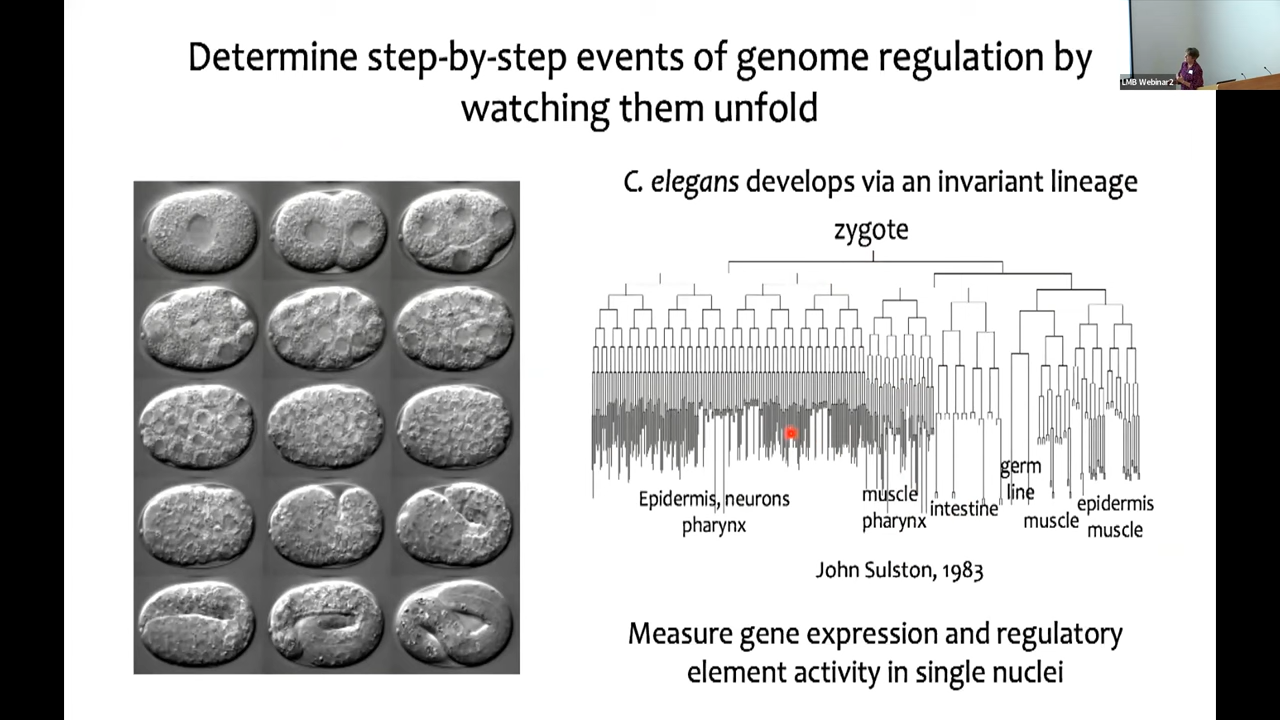 Determine step-by-step events of genome regulation by
watching them unfold
LMB Webinar2
C. elegans develops via an invariant lineage
zygote
Epidermis, neurons
pharynx
muscle
pharynx
intestine
germ
line
muscle
epidermis
muscle
John Sulston, 1983
Measure gene expression and regulatory
element activity in single nuclei